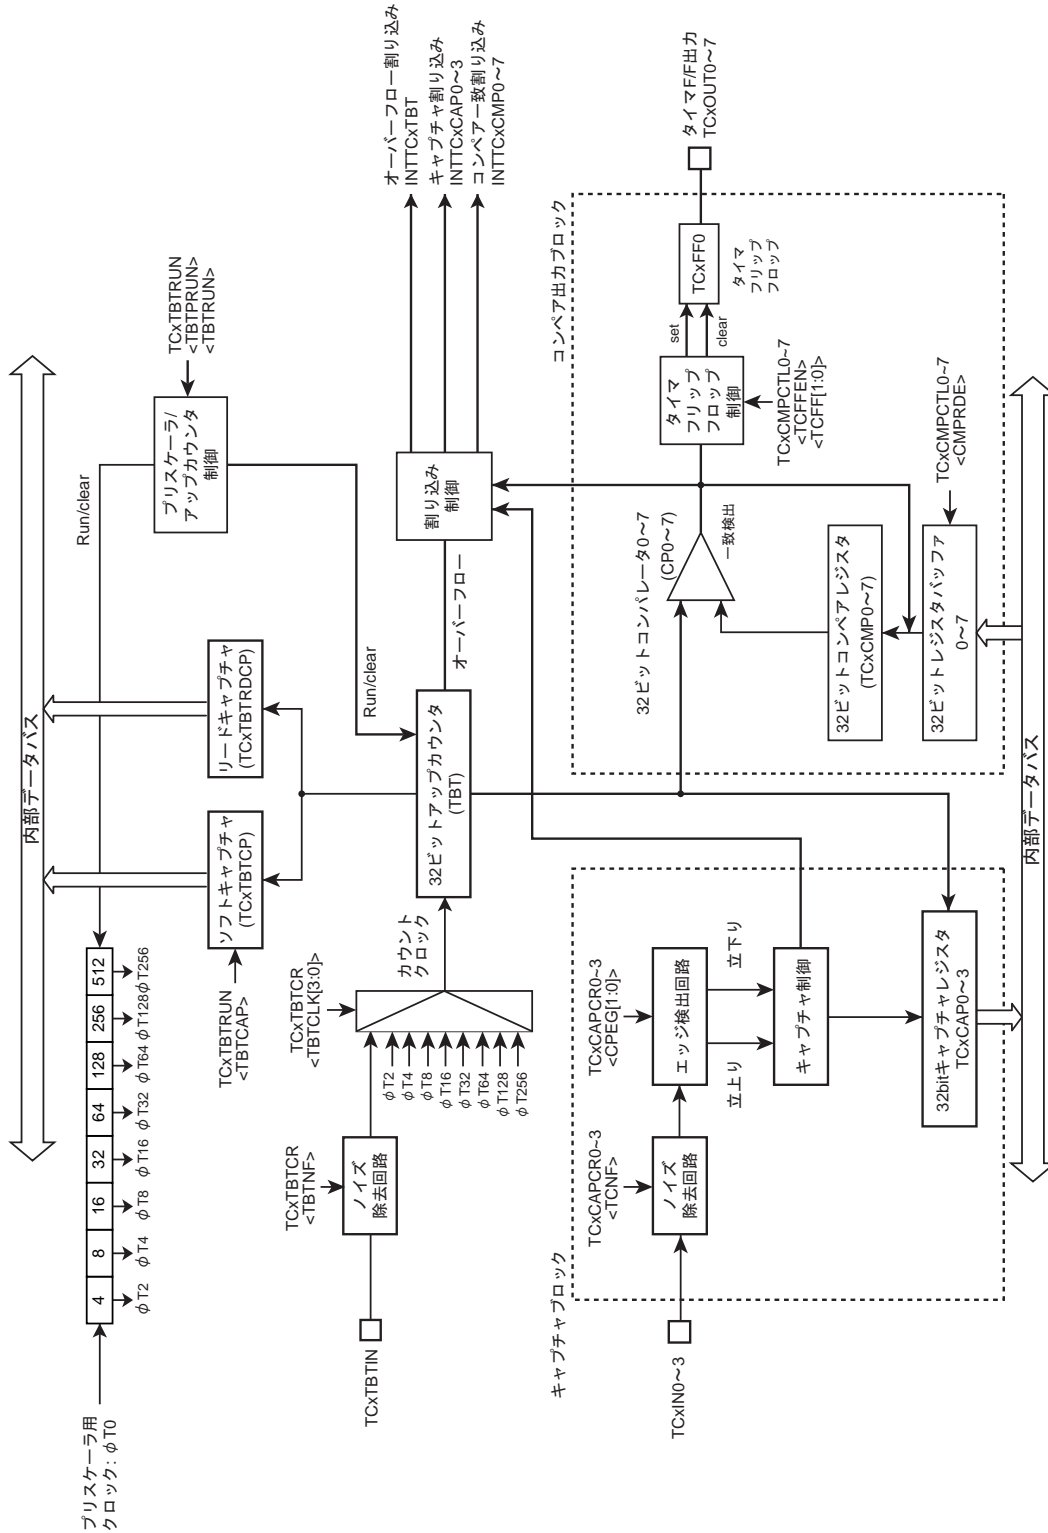 内部データバス
プリスケーラ用
クロック: φT0
4
8
16
32
64
128
256
512
φT2
φT4
φT8
φT16
φT32
φT64
φT128
φT256
Run/clear
プリスケーラ/
アップカウンタ
制御
TCxTBTRUN
<TBTPRUN>
<TBTRUN>
TCxTBTRUN
<TBTCAP>
ソフトキャプチャ
(TCxTBTCP)
リードキャプチャ
(TCxTBTRDCP)
Run/clear
TCxTBTIN
TCxTBTCR
<TBTNF>
ノイズ
除去回路
TCxTBTCR
<TBTCLK[3:0]>
φT2
φT4
φT8
φT16
φT32
φT64
φT128
φT256
カウント
クロック
32ビットアップカウンタ
(TBT)
オーバーフロー
割り込み
制御
オーバーフロー割り込み
INTTCxTBT
キャプチャ割り込み
INTTCxCAP0〜3
コンペアー致割り込み
INTTCxCMP0〜7
キャプチャブロック
TCxIN0〜3
TCxCAPCR0〜3
<TCNF>
ノイズ
除去回路
TCxCAPCR0〜3
<CPEG[1:0]>
エッジ検出回路
立上り
立下り
キャプチャ制御
32bitキャプチャレジスタ
TCxCAP0〜3
コンペア出力ブロック
32ビットコンパレータ0〜7
(CP0〜7)
一致検出
32ビットコンペアレジスタ
(TCxCMP0〜7)
32ビットレジスタバッファ
0〜7
TCxCMPCTL0〜7
<CMPRDE>
タイマ
フリップ
フロップ
制御
TCxCMPCTL0〜7
<TCFFEN>
<TCFF[1:0]>
set
clear
TCxFF0
タイマ
フリップ
フロップ
タイマF/F出力
TCxOUT0〜7
内部データバス